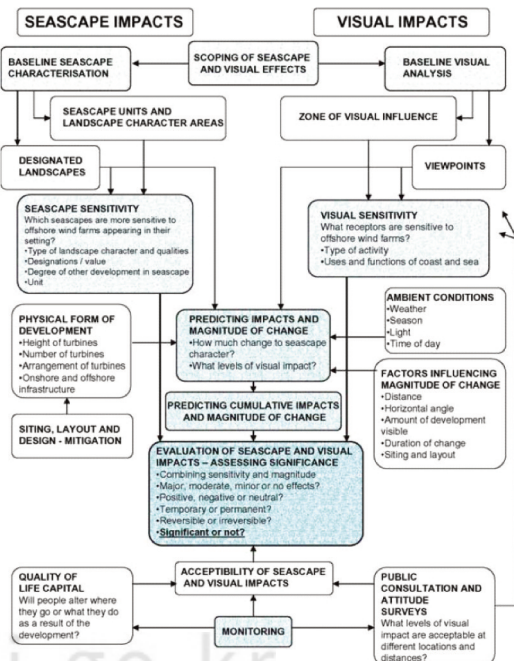 SEASCAPE IMPACTS
VISUAL IMPACTS
BASELINE SEASCAPE
CHARACTERISATION
SCOPING OF SEASCAPE
AND VISUAL EFFECTS
BASELINE VISUAL
ANALYSIS
SEASCAPE UNITS AND
LANDSCAPE CHARACTER AREAS
ZONE OF VISUAL INFLUENCE
DESIGNATED
LANDSCAPES
VIEWPOINTS
SEASCAPE SENSITIVITY
Which seascapes are more sensitive to
offshore wind farms appearing in their
setting?
•Type of landscape character and qualities
•Designations / value
•Degree of other development in seascape
•Unit
VISUAL SENSITIVITY
What receptors are sensitive to
offshore wind farms?
•Type of activity
•Uses and functions of coast and sea
PHYSICAL FORM OF
DEVELOPMENT
•Height of turbines
•Number of turbines
•Arrangement of turbines
•Onshore and offshore
infrastructure
PREDICTING IMPACTS AND
MAGNITUDE OF CHANGE
•How much change to seascape
character?
•What levels of visual impact?
AMBIENT CONDITIONS
•Weather
•Season
•Light
•Time of day
FACTORS INFLUENCING
MAGNITUDE OF CHANGE
•Distance
•Horizontal angle
•Amount of development
visible
•Duration of change
•Siting and layout
SITING, LAYOUT AND
DESIGN - MITIGATION
PREDICTING CUMULATIVE IMPACTS
AND MAGNITUDE OF CHANGE
EVALUATION OF SEASCAPE AND VISUAL
IMPACTS – ASSESSING SIGNIFICANCE
•Combining sensitivity and magnitude
•Major, moderate, minor or no effects?
•Positive, negative or neutral?
•Temporary or permanent?
•Reversible or irreversible?
•Significant or not?
QUALITY OF
LIFE CAPITAL
Will people alter where
they go or what they do
as a result of the
development?
ACCEPTIBILITY OF SEASCAPE
AND VISUAL IMPACTS
MONITORING
PUBLIC
CONSULTATION AND
ATTITUDE
SURVEYS
What levels of visual
impact are acceptable at
different locations and
distances?